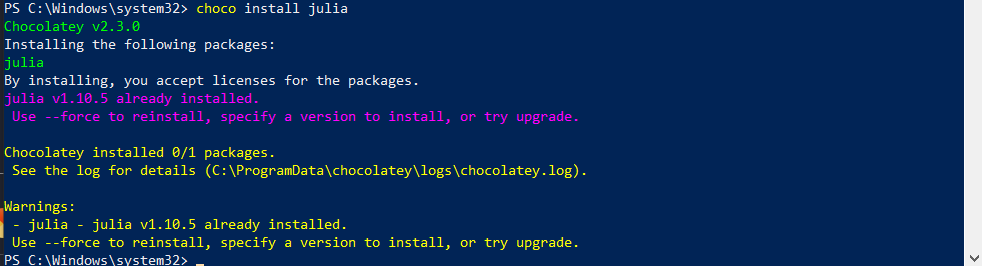 PS C:\Windows\system32> choco install julia
Chocolatey v2.3.0
Installing the following packages:
julia
By installing, you accept licenses for the packages.
julia v1.10.5 already installed.
 Use --force to reinstall, specify a version to install, or try upgrade.

Chocolatey installed 0/1 packages.
 See the log for details (C:\ProgramData\chocolatey\logs\chocolatey.log).

Warnings:
 - julia - julia v1.10.5 already installed.
 Use --force to reinstall, specify a version to install, or try upgrade.
PS C:\Windows\system32>